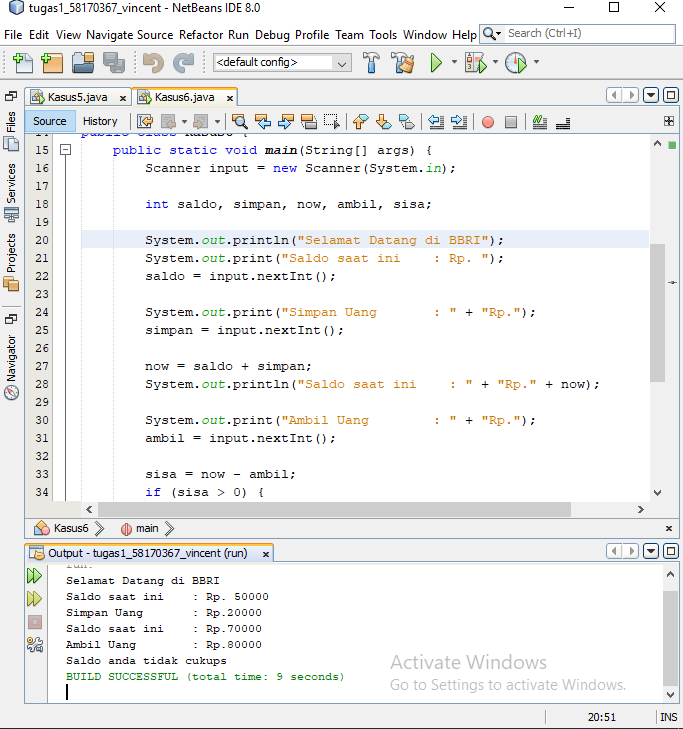 tugas1_58170367_vincent - NetBeans IDE 8.0
File Edit View Navigate Source Refactor Run Debug Profile Team Tools Window Help Search (Ctrl+I)
<default config>
Kasus5.java x Kasus6.java x
Files
Services
Projects
Navigator
Source History
14 public class Kasus6 {
15 public static void main(String[] args) {
16 Scanner input = new Scanner(System.in);
17
18 int saldo, simpan, now, ambil, sisa;
19
20 System.out.println("Selamat Datang di BBRI");
21 System.out.print("Saldo saat ini    : Rp. ");
22 saldo = input.nextInt();
23
24 System.out.print("Simpan Uang       : " + "Rp.");
25 simpan = input.nextInt();
26
27 now = saldo + simpan;
28 System.out.println("Saldo saat ini    : " + "Rp." + now);
29
30 System.out.print("Ambil Uang        : " + "Rp.");
31 ambil = input.nextInt();
32
33 sisa = now - ambil;
34 if (sisa > 0) {
Kasus6 main x
Output - tugas1_58170367_vincent (run) x
run:
Selamat Datang di BBRI
Saldo saat ini    : Rp. 50000
Simpan Uang       : Rp.20000
Saldo saat ini    : Rp.70000
Ambil Uang        : Rp.80000
Saldo anda tidak cukups
BUILD SUCCESSFUL (total time: 9 seconds)
Activate Windows
Go to Settings to activate Windows.
20:51 INS